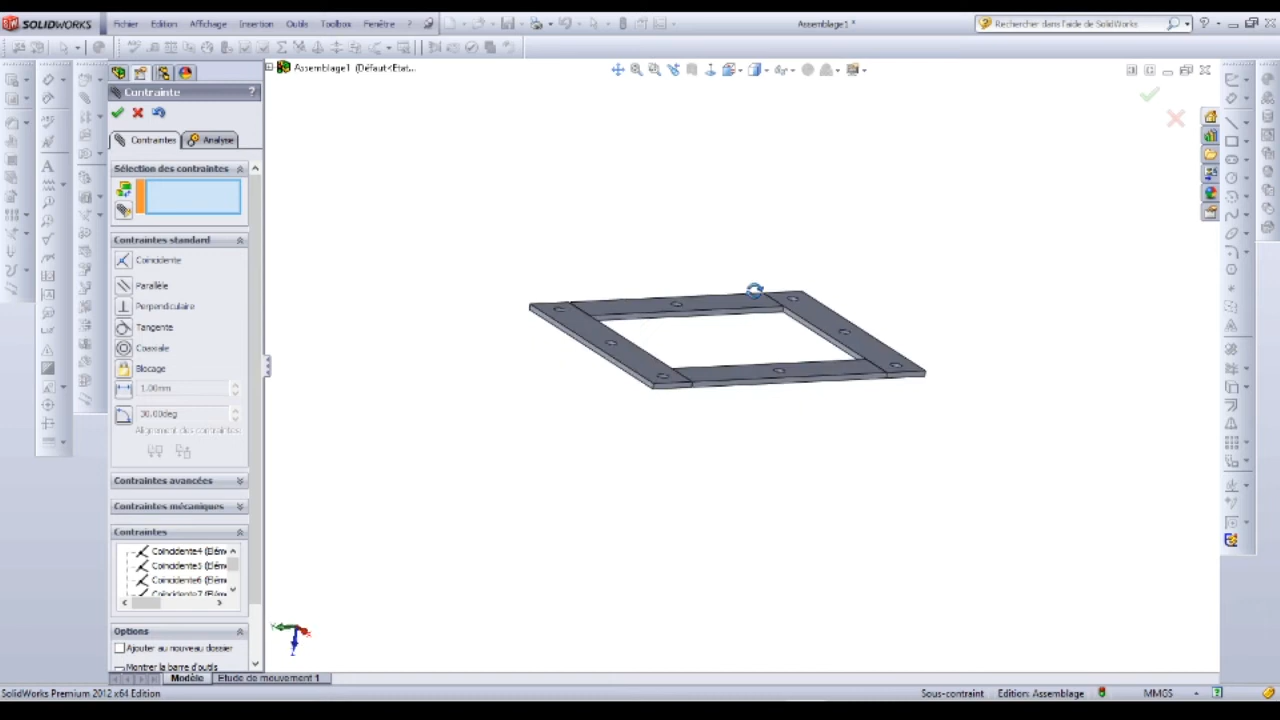 SOLIDWORKS Fichier Edition Affichage Insertion Outils Toolbox Fenêtre ? Assemblage1 * Rechercher dans l'aide de SolidWorks
Assemblage1 (Défaut<Etat...
Contrainte ?
Contraintes Analyse
Sélection des contraintes
Contraintes standard
Coïncidente
Parallèle
Perpendiculaire
Tangente
Coaxiale
Blocage
1.00mm
30.00deg
Alignement des contraintes:
Contraintes avancées
Contraintes mécaniques
Contraintes
Coïncidente4 (Elém
Coïncidente5 (Elém
Coïncidente6 (Elém
Coïncidente7 (Elém
Options
Ajouter au nouveau dossier
Montrer la barre d'outils
Modèle Etude de mouvement 1
SolidWorks Premium 2012 x64 Edition Sous-contraint Edition: Assemblage MMGS